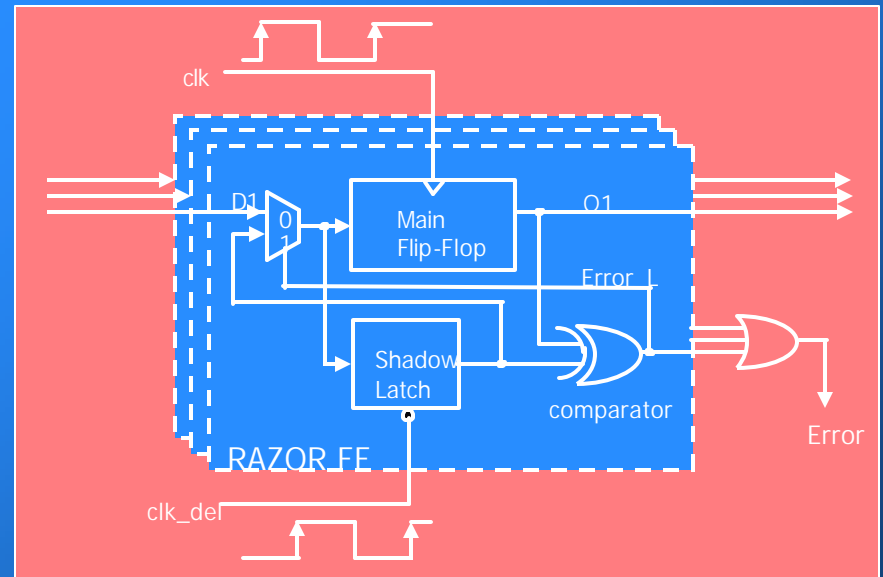 clk
D1
0
1
Main
Flip-Flop
Q1
Error_L
Shadow
Latch
comparator
RAZOR FF
Error
clk_del